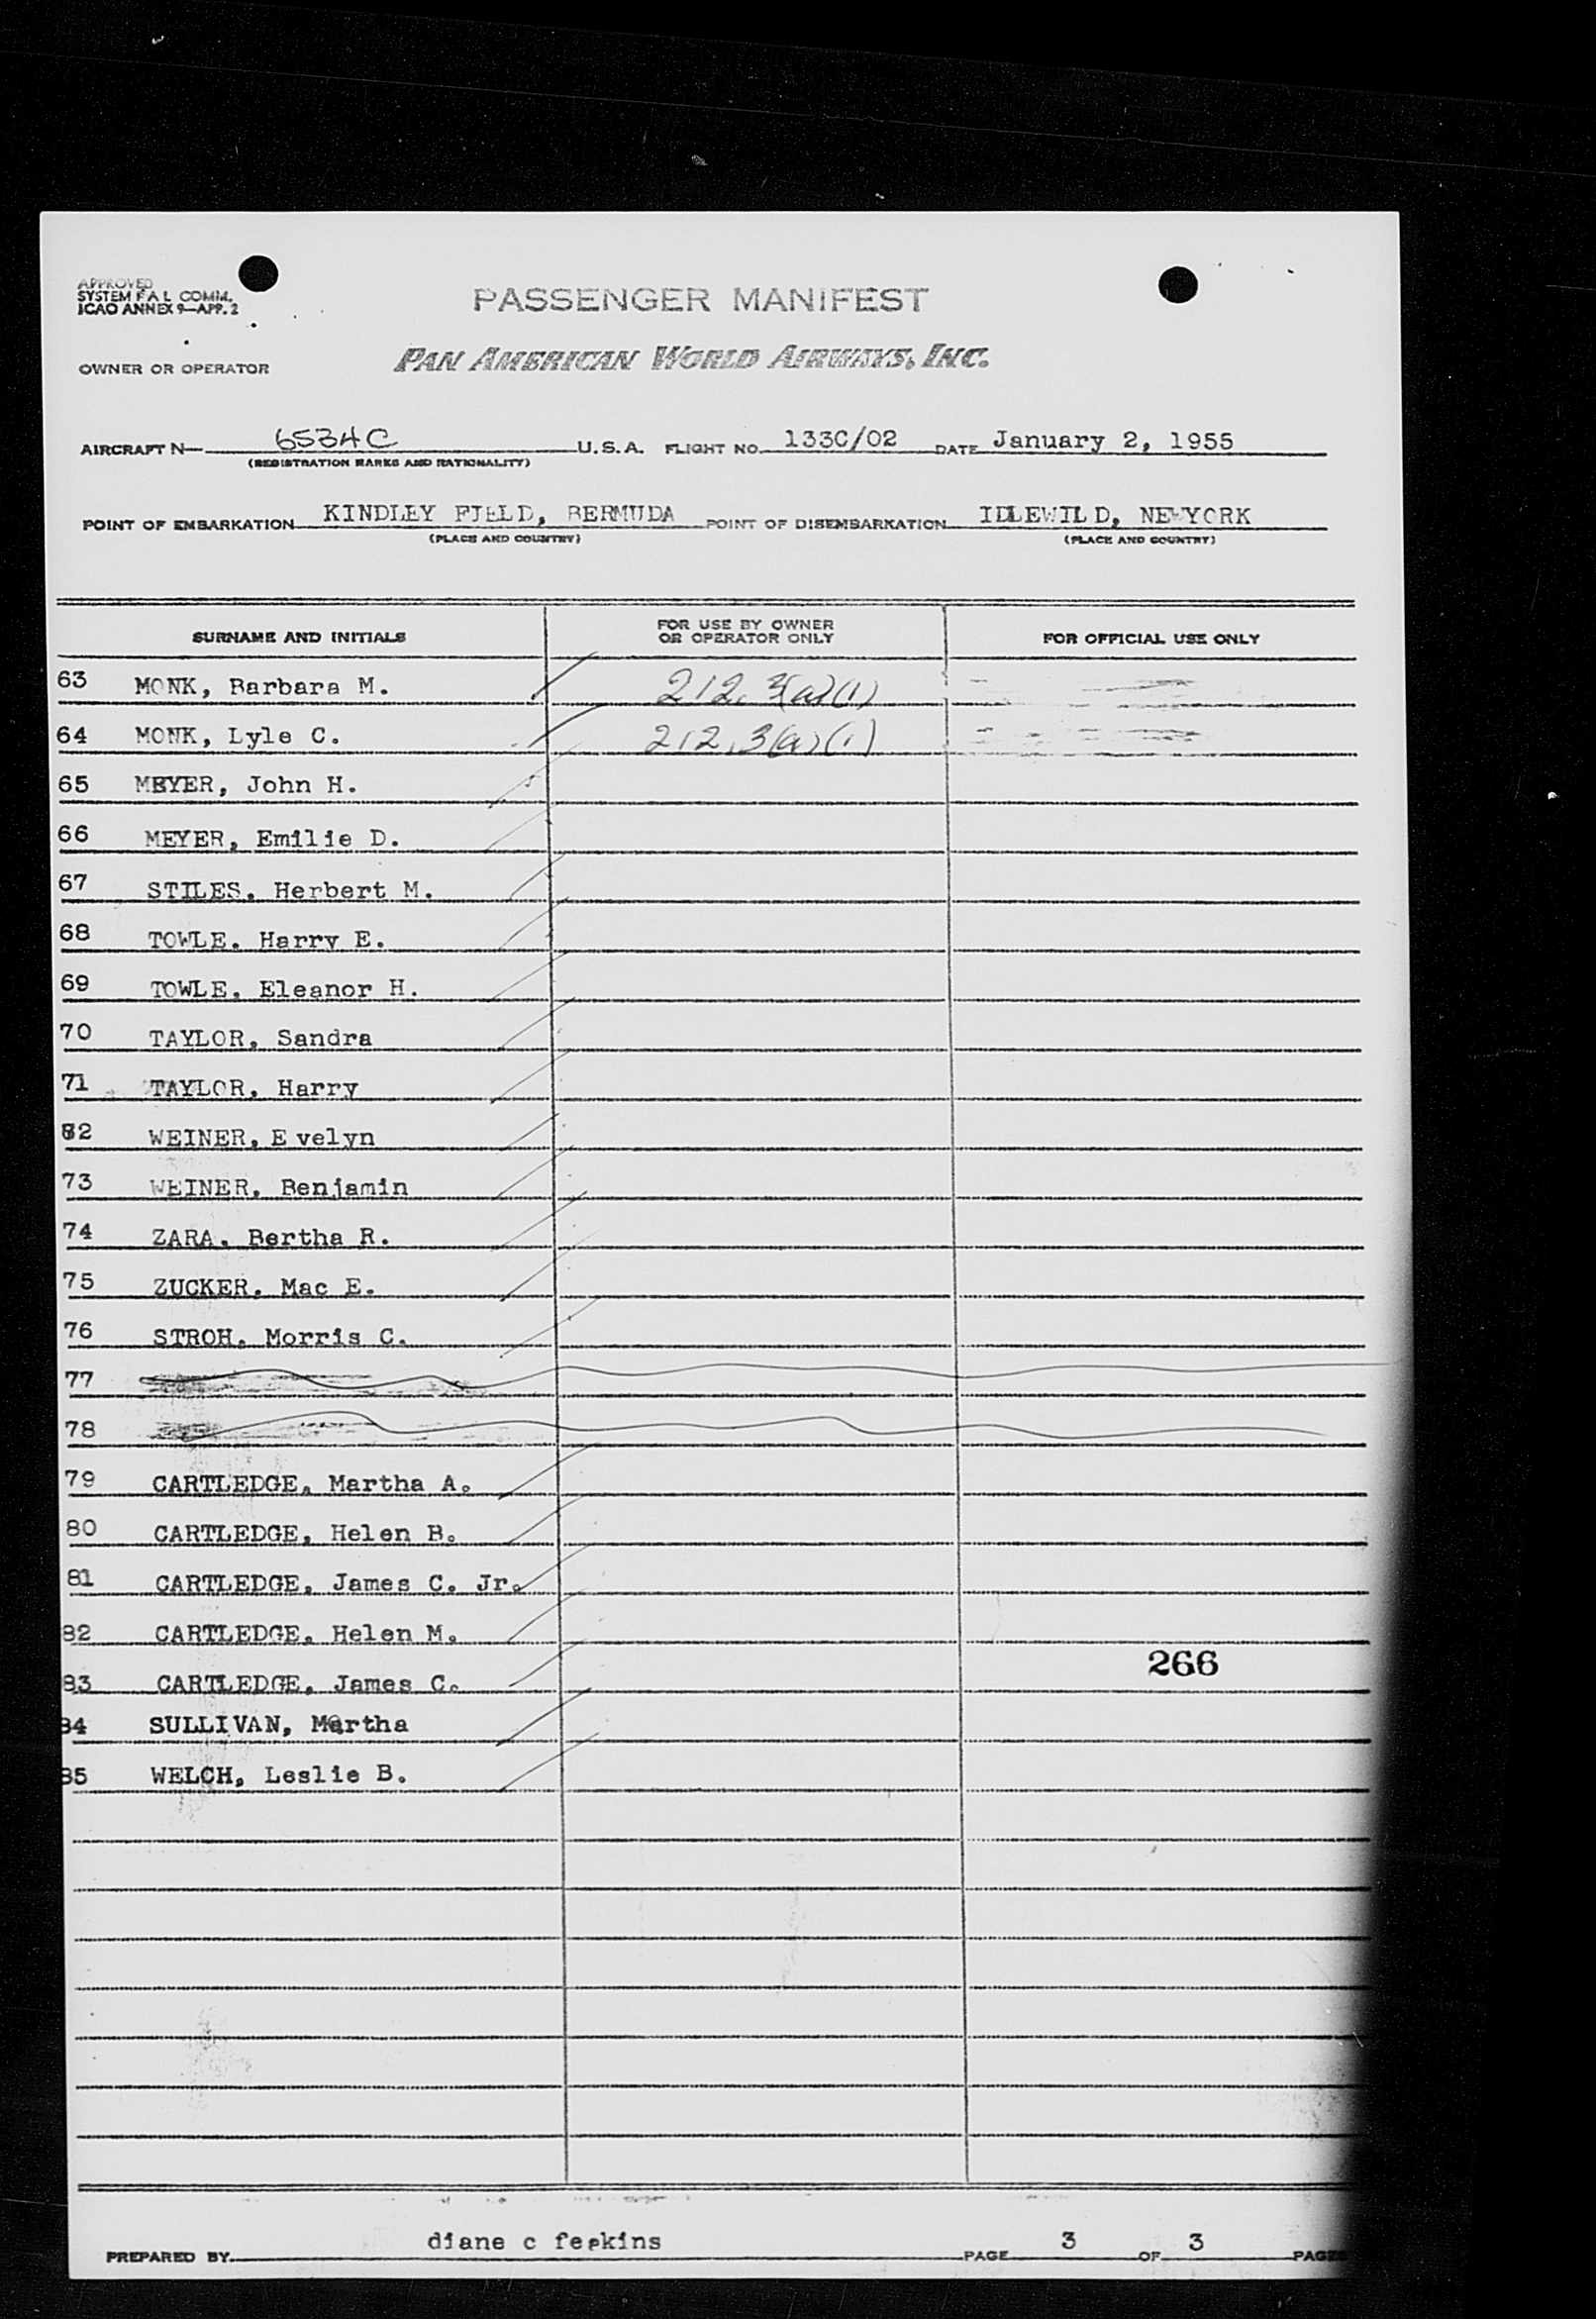 APPROVED
SYSTEM F A L COMM.
ICAO ANNEX 9—APP. 2
PASSENGER MANIFEST
OWNER OR OPERATOR PAN AMERICAN WORLD AIRWAYS, INC.
AIRCRAFT N— 6534C U.S.A. FLIGHT NO. 133C/02 DATE January 2, 1955
(REGISTRATION MARKS AND NATIONALITY)
POINT OF EMBARKATION KINDLEY FIELD, BERMUDA POINT OF DISEMBARKATION IDLEWILD, NEWYORK
(PLACE AND COUNTRY) (PLACE AND COUNTRY)
SURNAME AND INITIALS FOR USE BY OWNER OR OPERATOR ONLY FOR OFFICIAL USE ONLY
63 MONK, Barbara M. 212.3(a)(1)
64 MONK, Lyle C. 212.3(a)(1)
65 MEYER, John H.
66 MEYER, Emilie D.
67 STILES. Herbert M.
68 TOWLE. Harry E.
69 TOWLE. Eleanor H.
70 TAYLOR, Sandra
71 TAYLOR, Harry
82 WEINER, E velyn
73 WEINER. Benjamin
74 ZARA. Bertha R.
75 ZUCKER. Mac E.
76 STROH. Morris C.
77
78
79 CARTLEDGE. Martha A.
80 CARTLEDGE, Helen B.
81 CARTLEDGE. James C. Jr.
82 CARTLEDGE. Helen M.
83 CARTLEDGE. James C.
266
84 SULLIVAN, Martha
85 WELCH, Leslie B.
PREPARED BY diane c PAGE 3 OF 3 PAGES